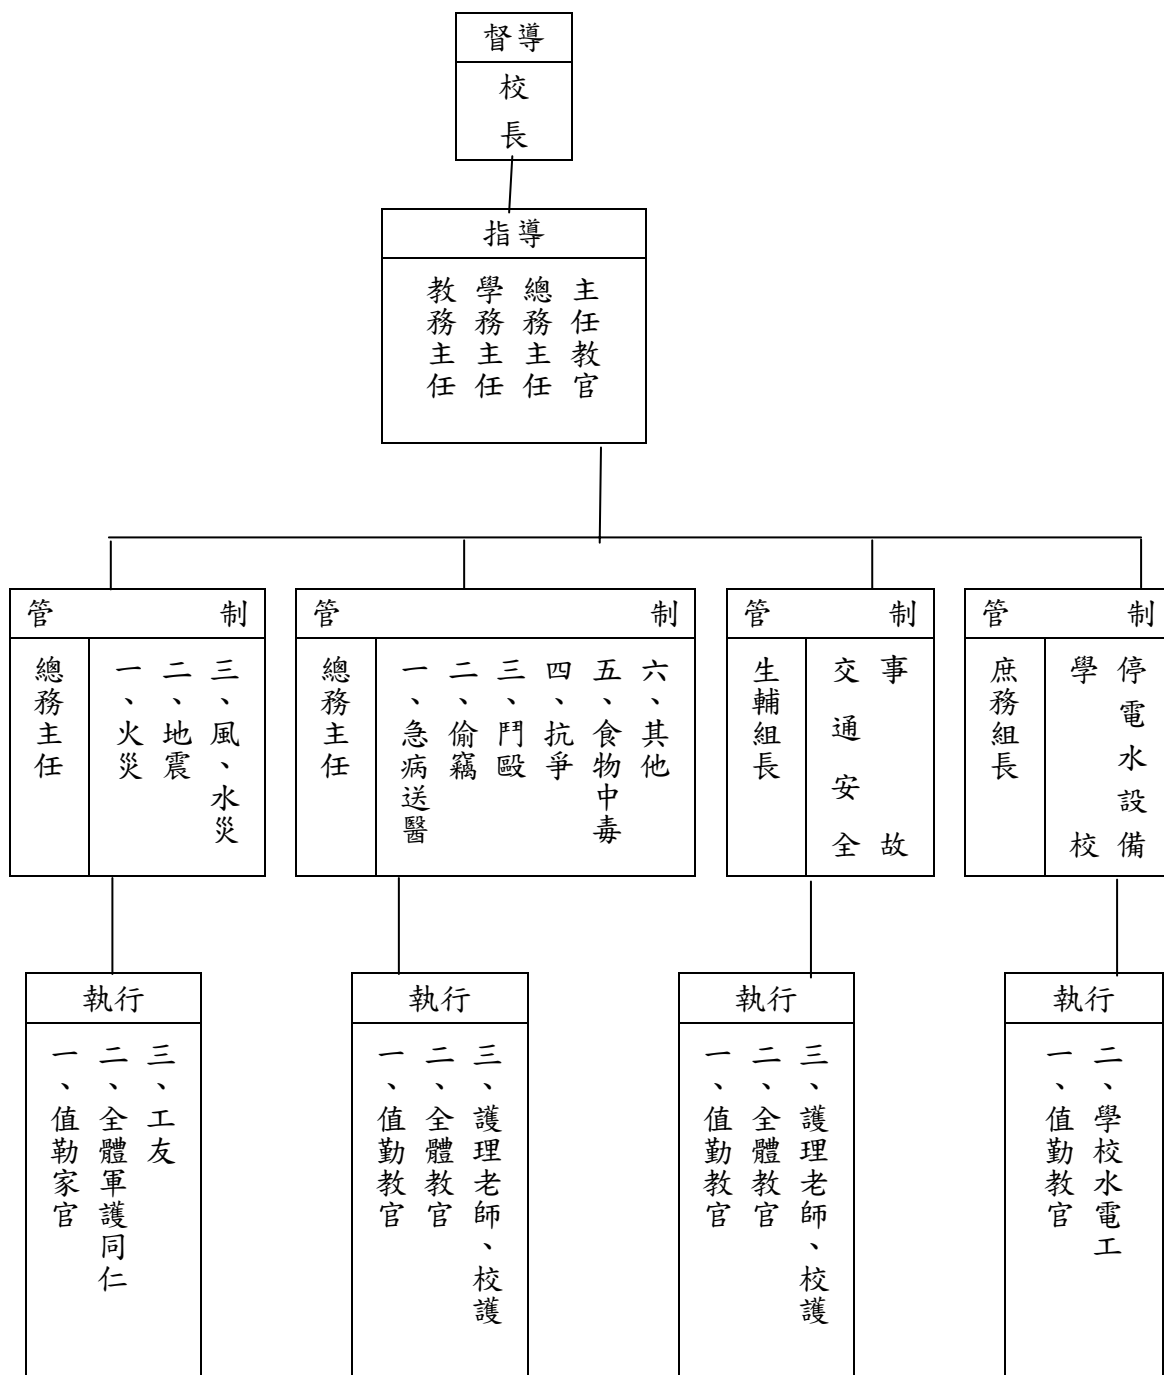 督導
校
長
指導
教務主任
學務主任
總務主任
主任教官
管制
總務主任
一、火災
二、地震
三、風、水災
管制
總務主任
一、急病送醫
二、偷竊
三、鬥毆
四、抗爭
五、食物中毒
六、其他
管制
生輔組長
交通安全
事故
管制
庶務組長
學校
停電水設備
執行
一、值勤家官
二、全體軍護同仁
三、工友
執行
一、值勤教官
二、全體教官
三、護理老師、校護
執行
一、值勤教官
二、全體教官
三、護理老師、校護
執行
一、值勤教官
二、學校水電工